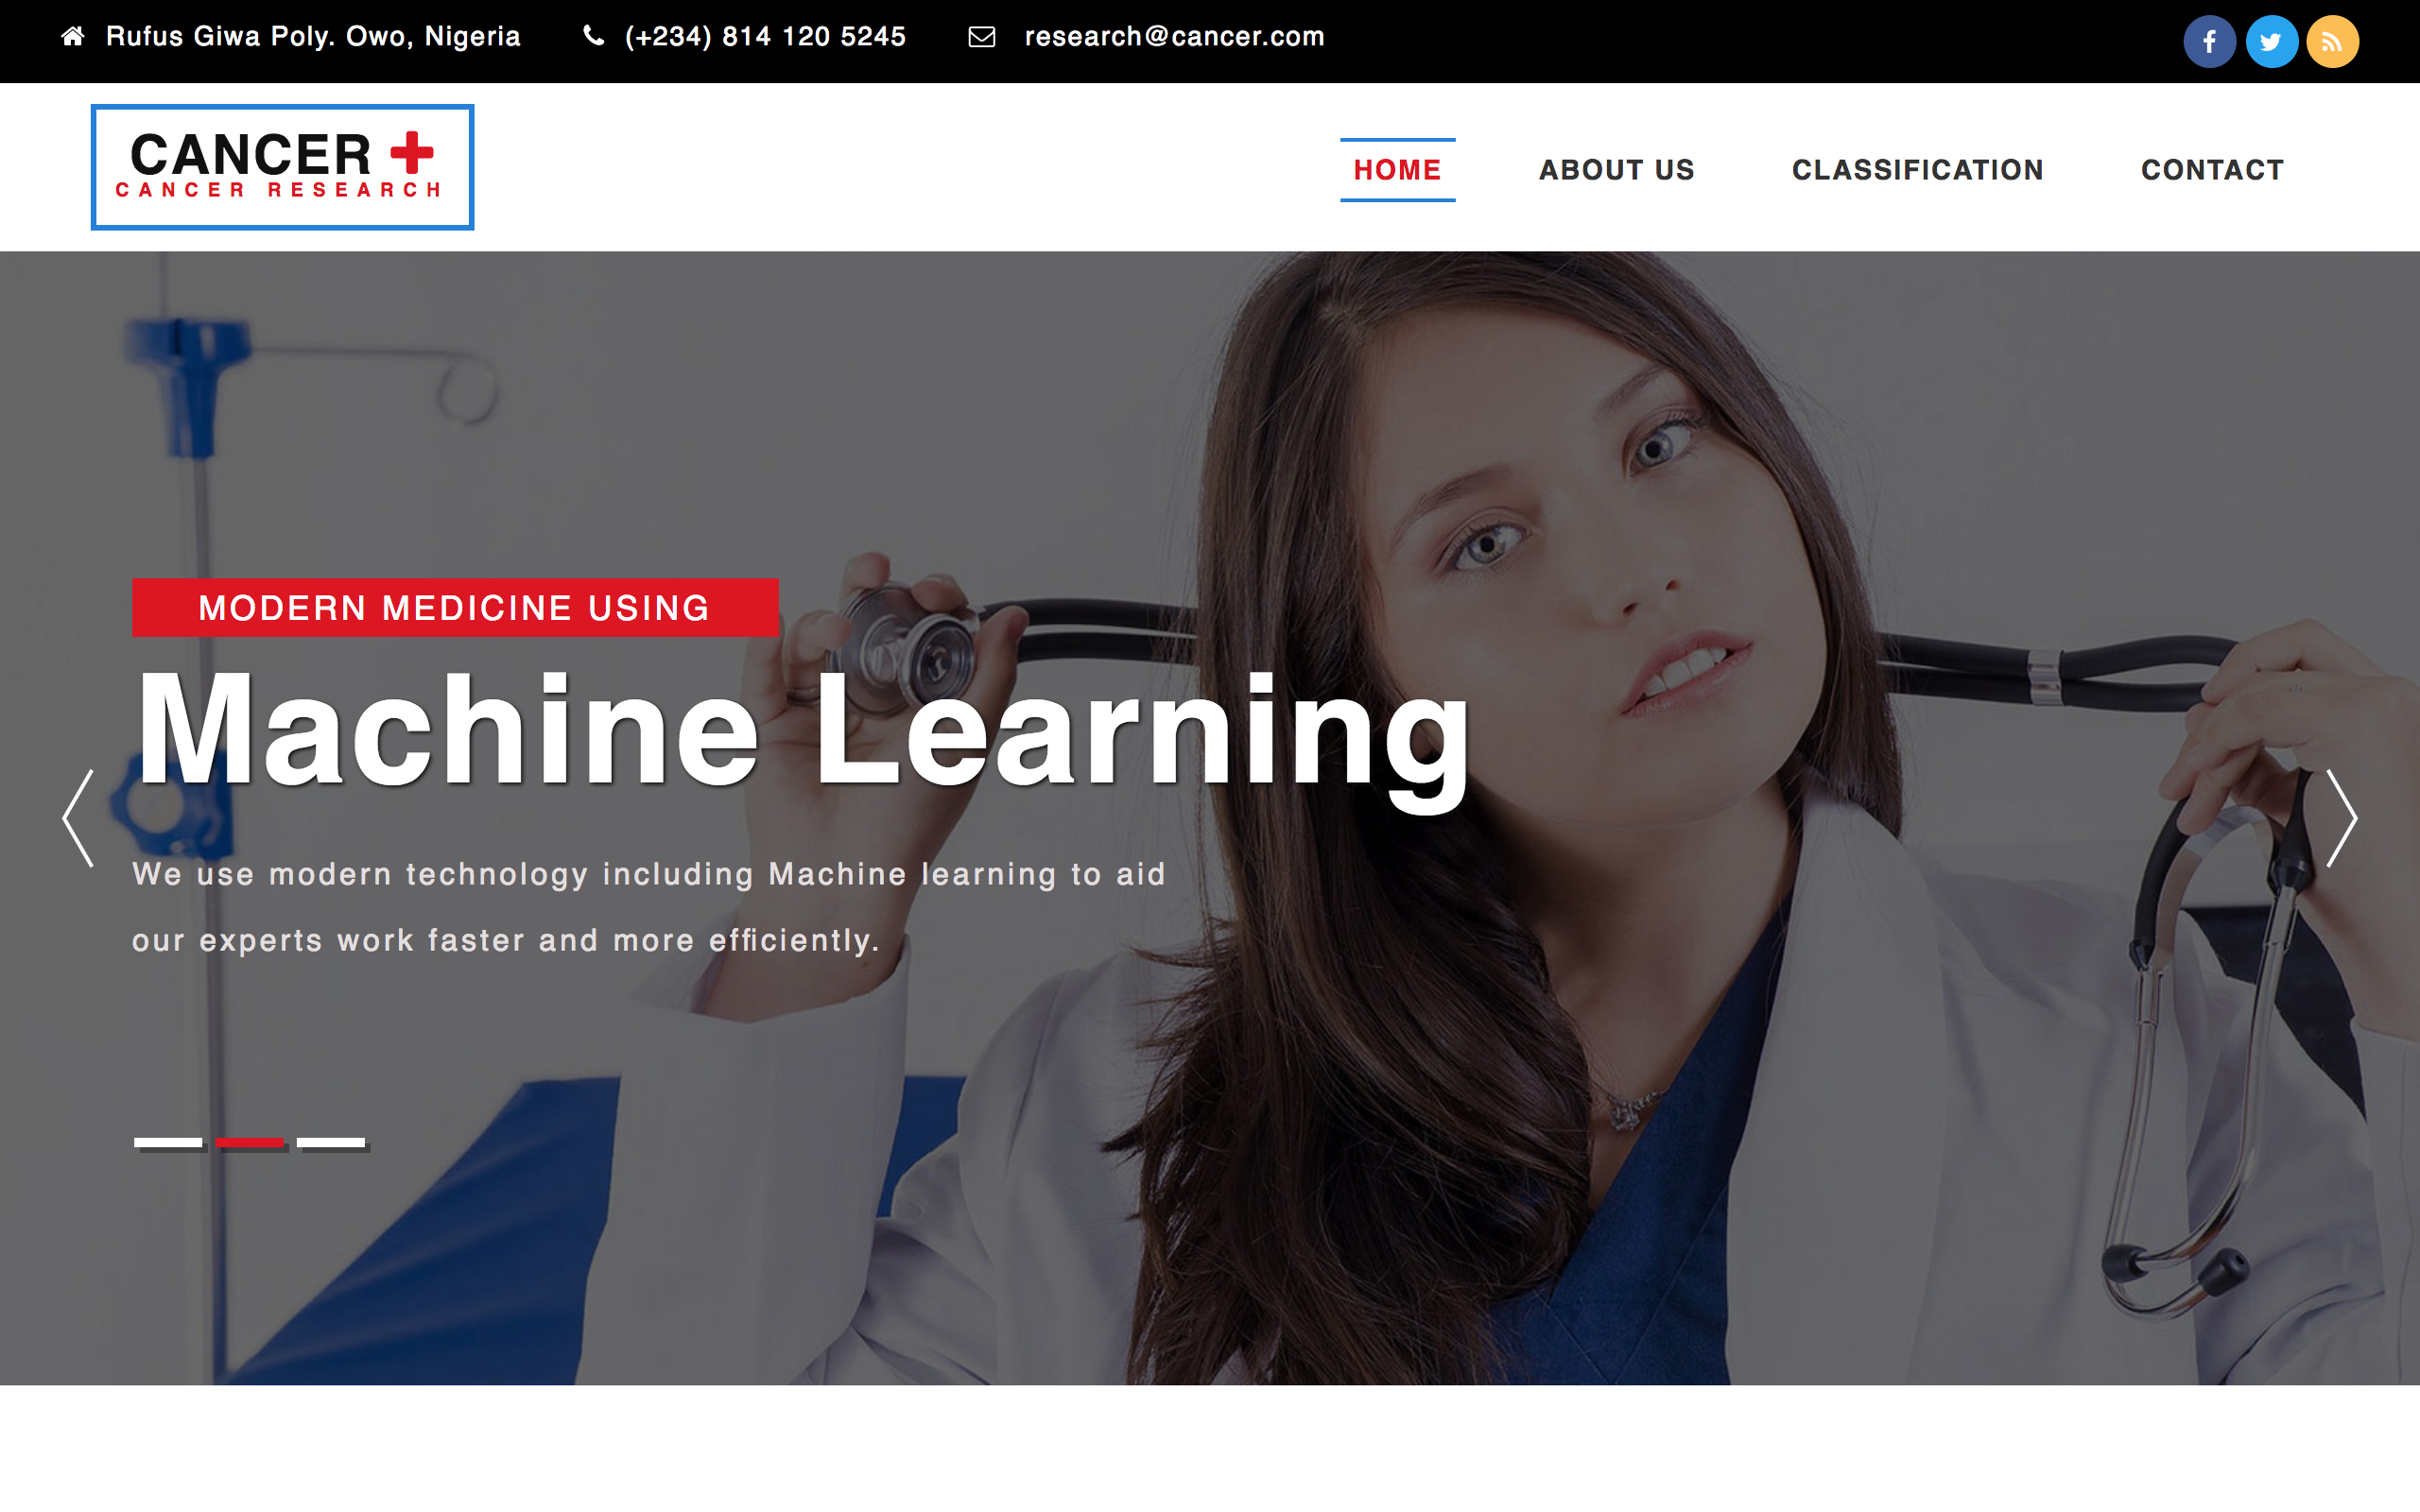 Rufus Giwa Poly. Owo, Nigeria
(+234) 814 120 5245
research@cancer.com
CANCER
CANCER RESEARCH
HOME
ABOUT US
CLASSIFICATION
CONTACT
MODERN MEDICINE USING
Machine Learning
We use modern technology including Machine learning to aid
our experts work faster and more efficiently.